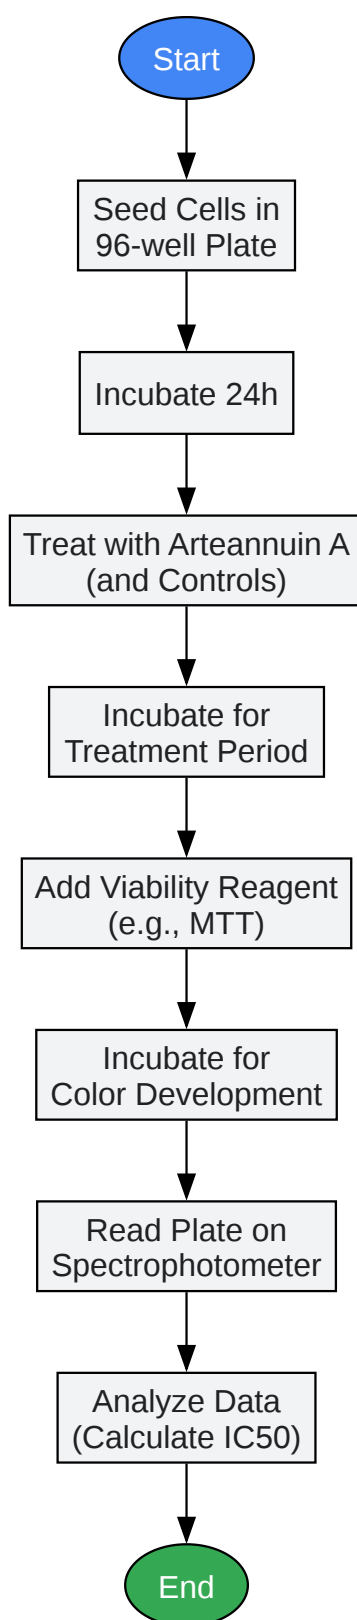 Start
Seed Cells in
96-well Plate
Incubate 24h
Treat with Arteannuin A
(and Controls)
Incubate for
Treatment Period
Add Viability Reagent
(e.g., MTT)
Incubate for
Color Development
Read Plate on
Spectrophotometer
Analyze Data
(Calculate IC50)
End